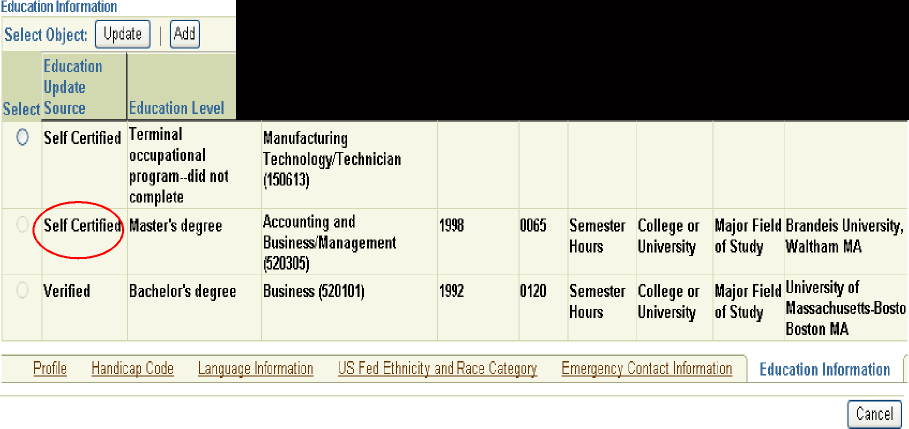 Education Information
Select Object: Update | Add
Education
Update
Select Source Education Level
Self Certified Terminal occupational program--did not complete Manufacturing Technology/Technician (150613)
Self Certified Master's degree Accounting and Business/Management (520305) 1998 0065 Semester Hours College or University Major Field of Study Brandeis University, Waltham MA
Verified Bachelor's degree Business (520101) 1992 0120 Semester Hours College or University Major Field of Study University of Massachusetts-Bosto Boston MA
Profile Handicap Code Language Information US Fed Ethnicity and Race Category Emergency Contact Information Education Information
Cancel